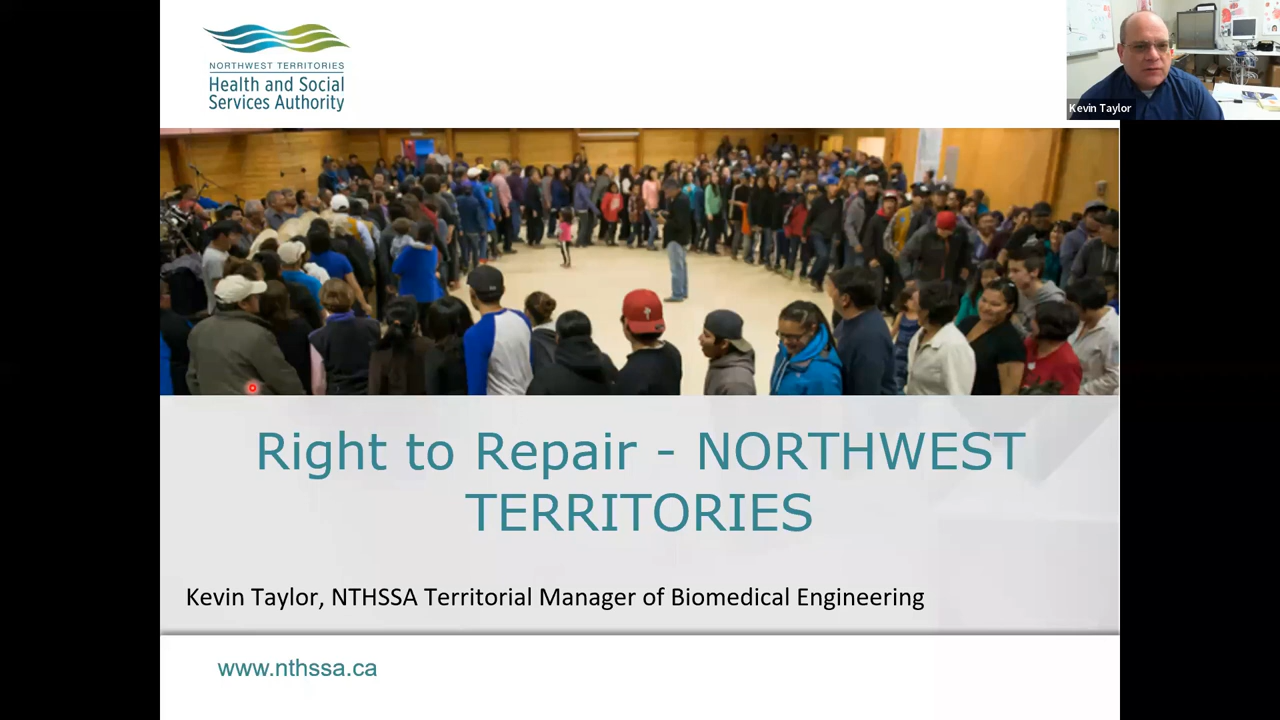 NORTHWEST TERRITORIES
Health and Social
Services Authority
Kevin Taylor
Right to Repair - NORTHWEST
TERRITORIES
Kevin Taylor, NTHSSA Territorial Manager of Biomedical Engineering
www.nthssa.ca